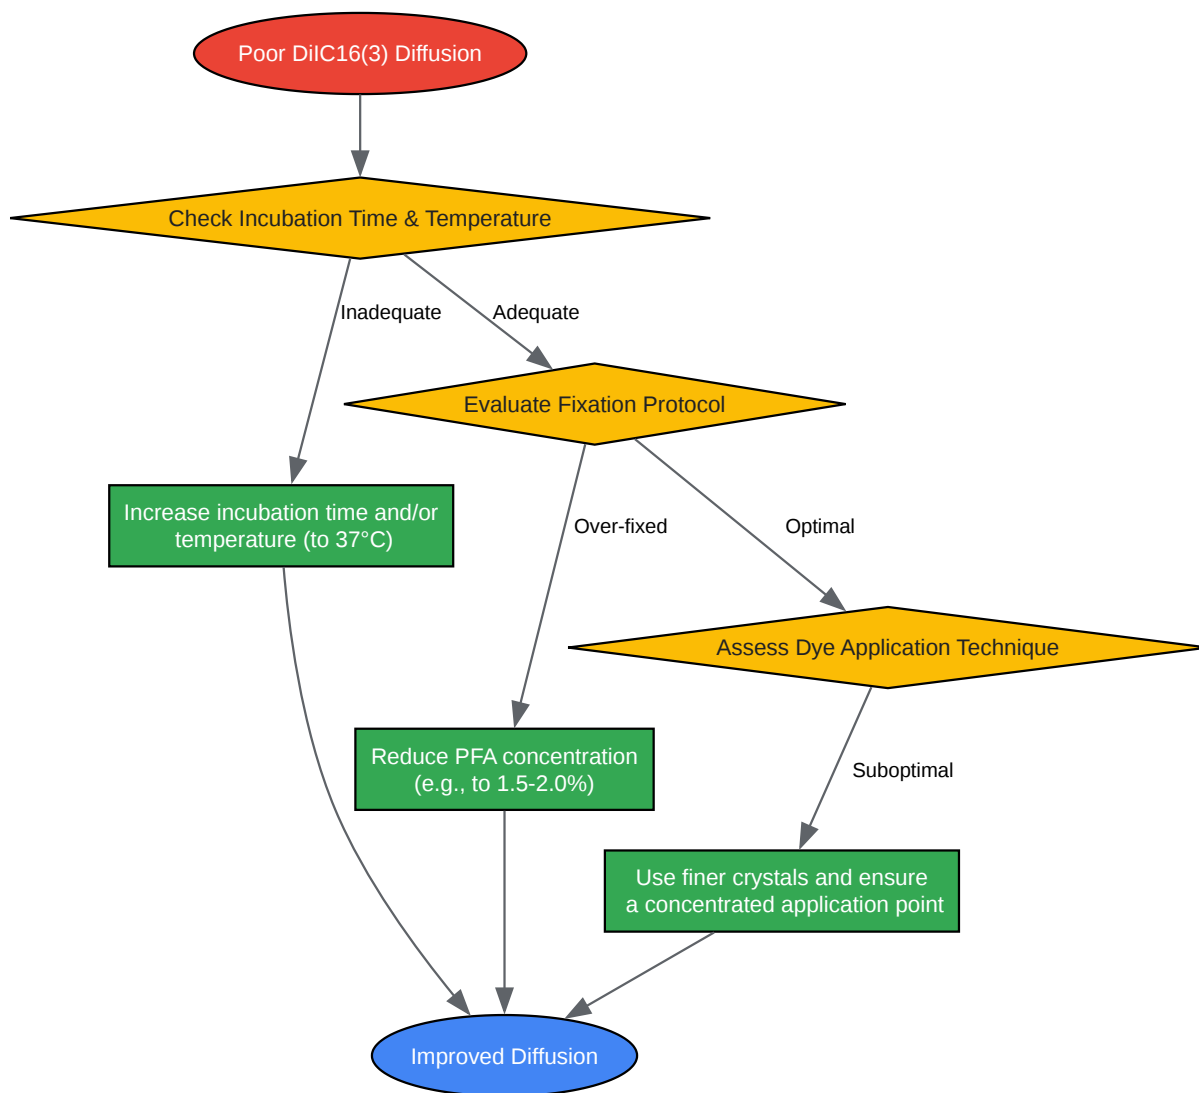 Poor DiIC16(3) Diffusion
Check Incubation Time & Temperature
Inadequate
Adequate
Evaluate Fixation Protocol
Increase incubation time and/or
temperature (to 37°C)
Over-fixed
Optimal
Assess Dye Application Technique
Reduce PFA concentration
(e.g., to 1.5-2.0%)
Suboptimal
Use finer crystals and ensure
a concentrated application point
Improved Diffusion